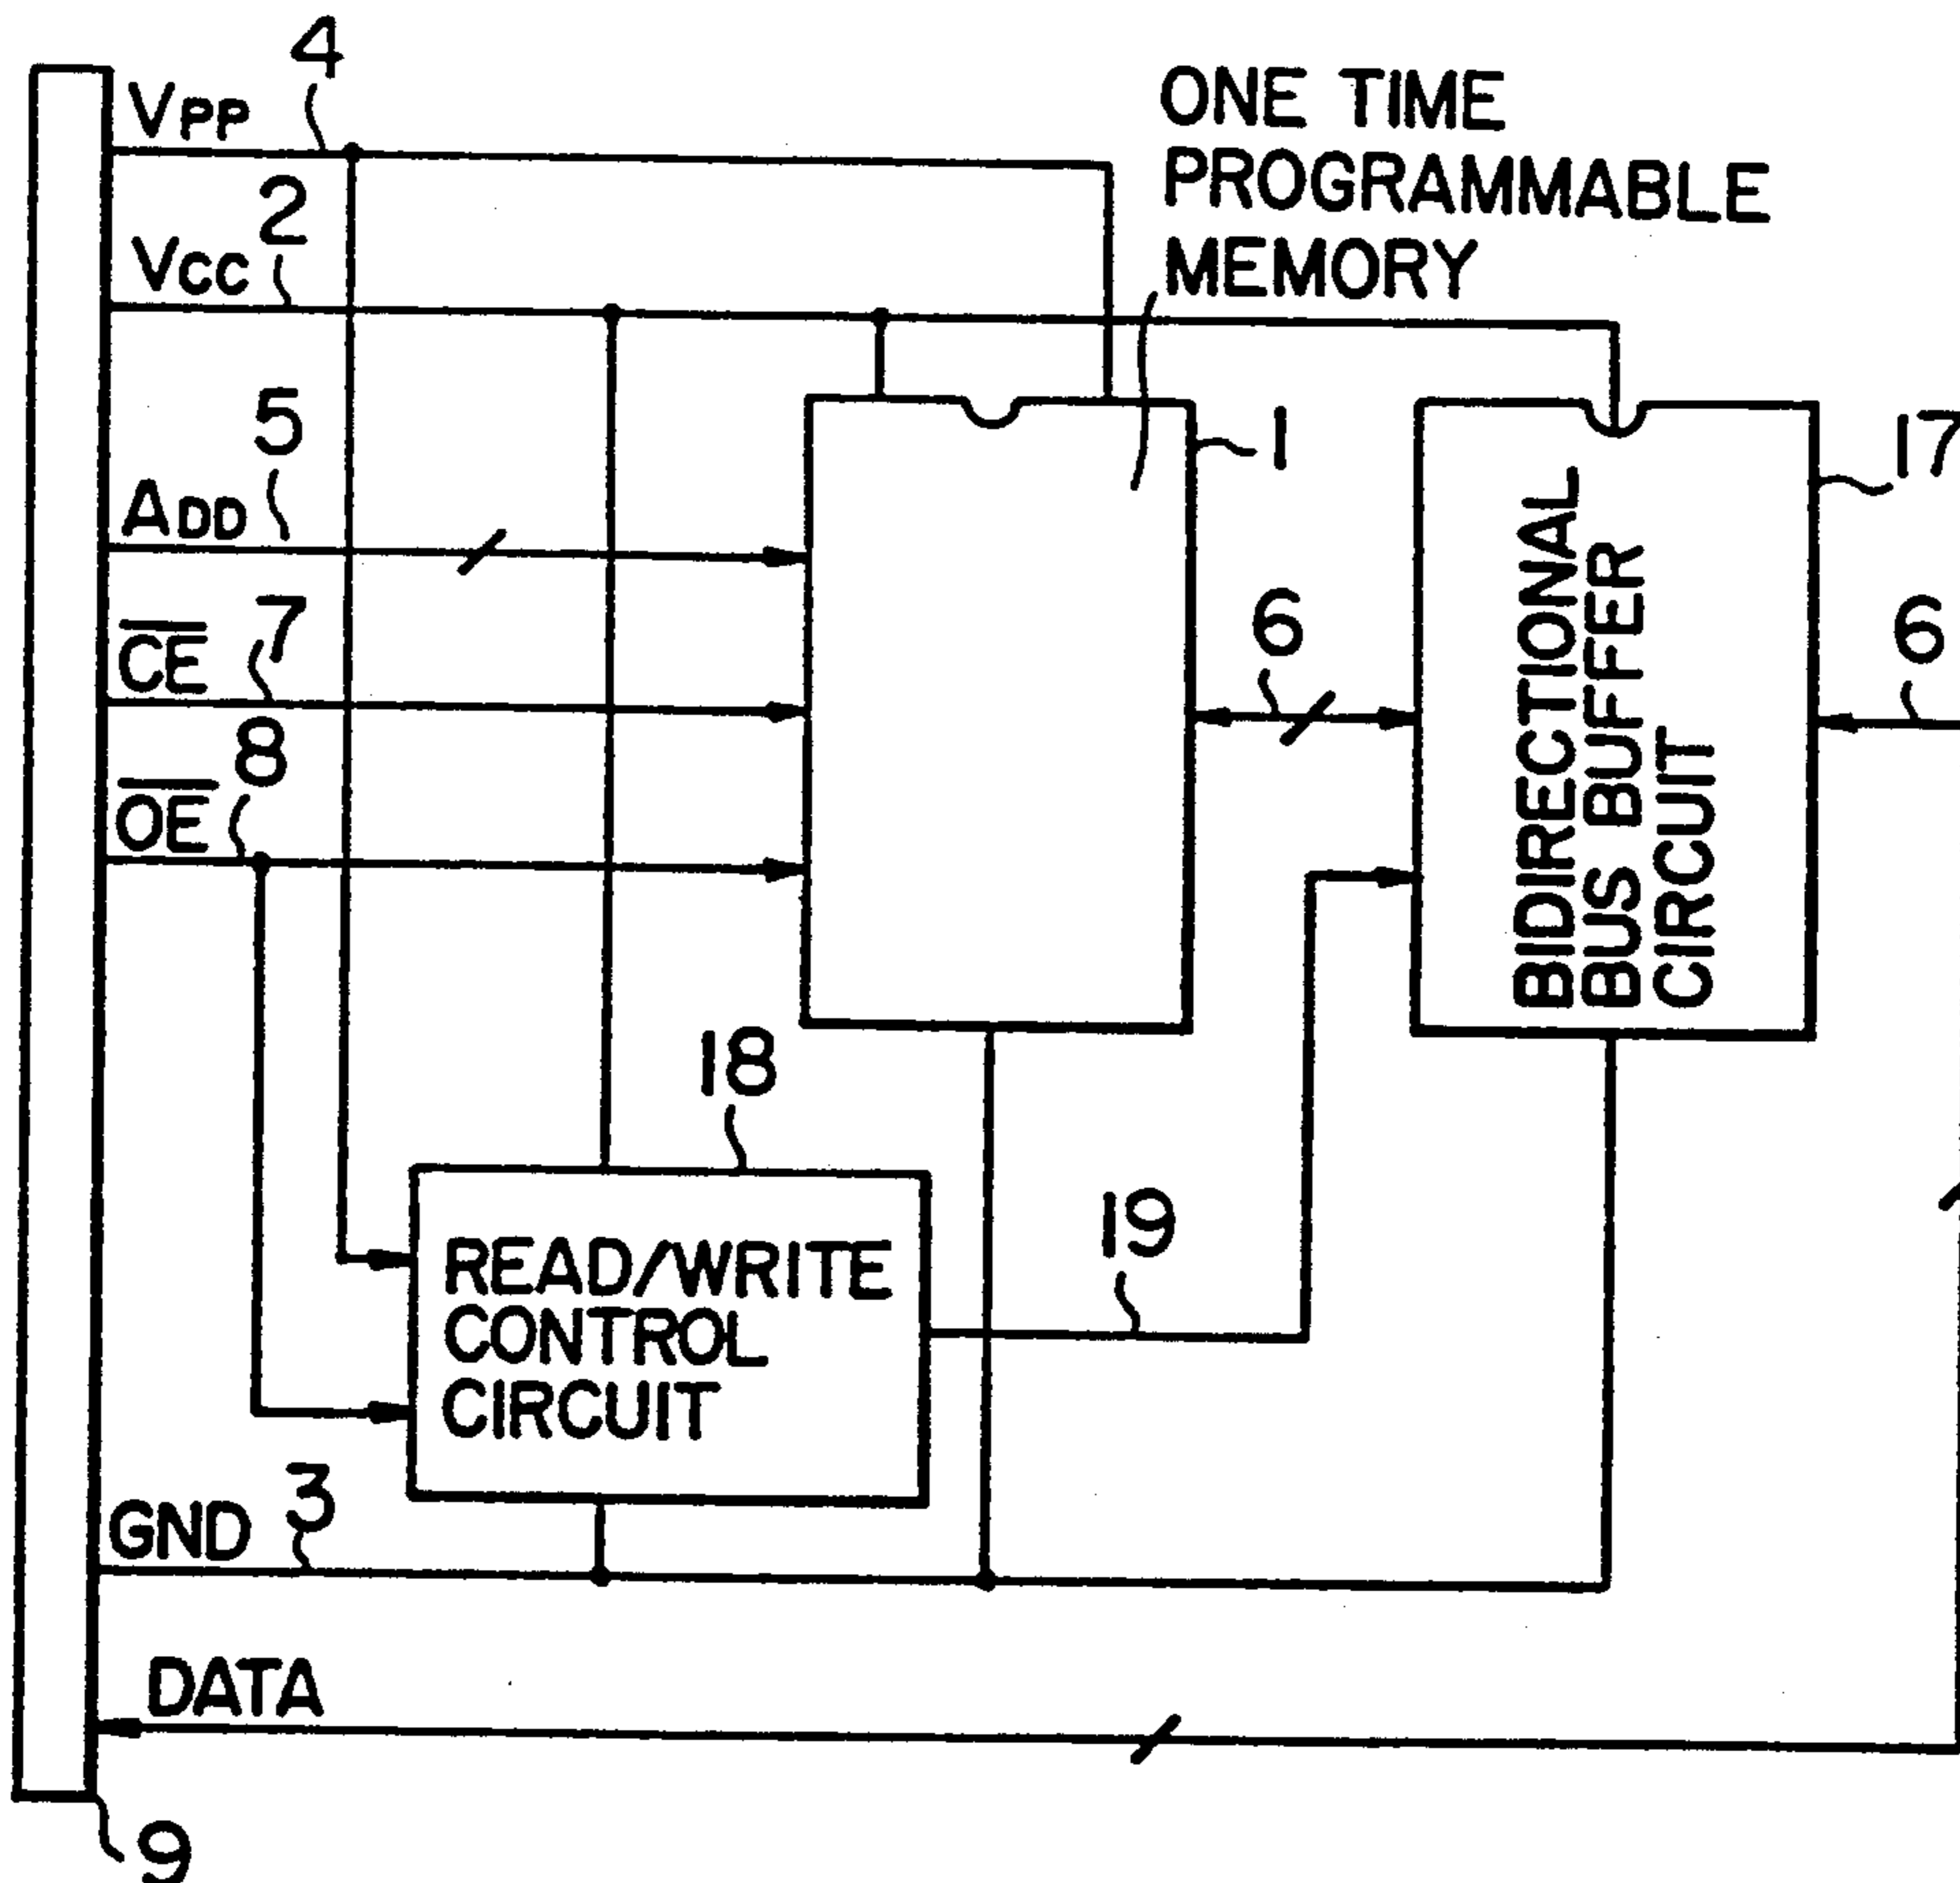 4
VPP
ONE TIME
PROGRAMMABLE
MEMORY
2
VCC
5
1
17
ADD
7
6
6
CE
8
OE
BIDIRECTIONAL
BUS BUFFER
CIRCUIT
18
19
READ/WRITE
CONTROL
CIRCUIT
3
GND
DATA
9